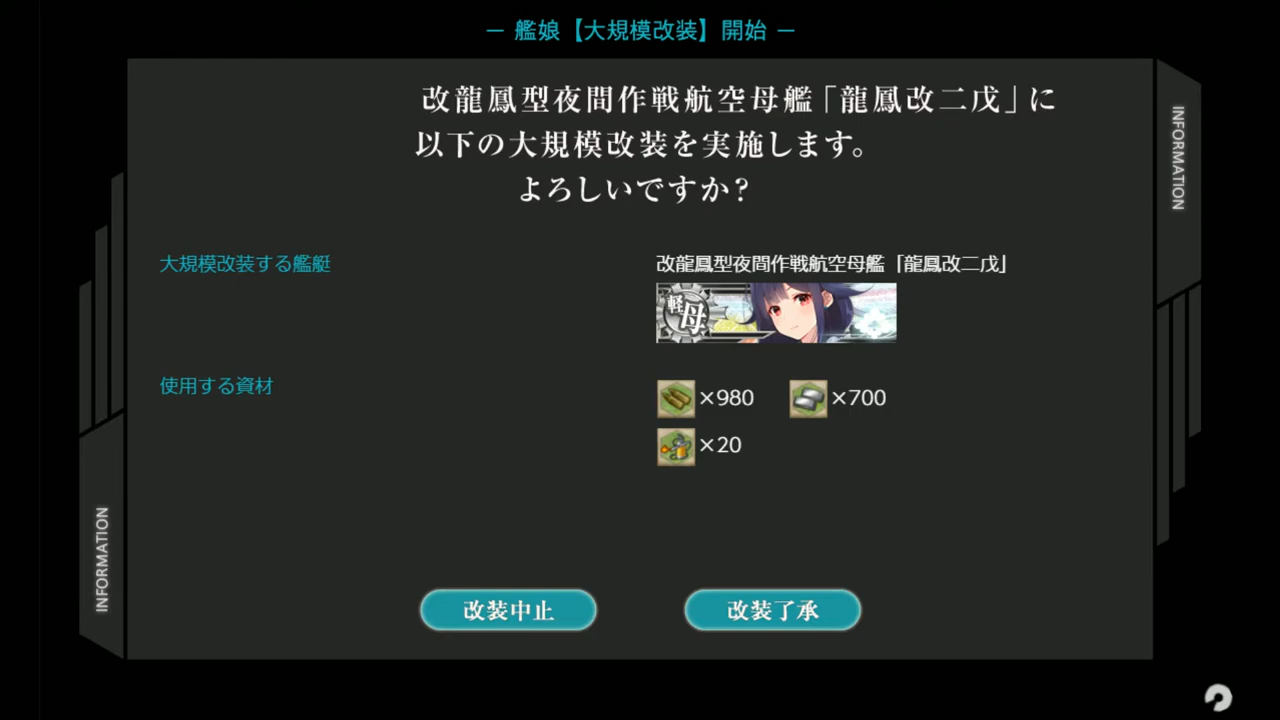 ― 艦娘【大規模改装】開始 ―
改龍鳳型夜間作戦航空母艦「龍鳳改二戊」に
以下の大規模改装を実施します。
よろしいですか?
INFORMATION
大規模改装する艦艇
改龍鳳型夜間作戦航空母艦「龍鳳改二戊」
軽母
使用する資材
×980
×700
×20
INFORMATION
改装中止
改装了承